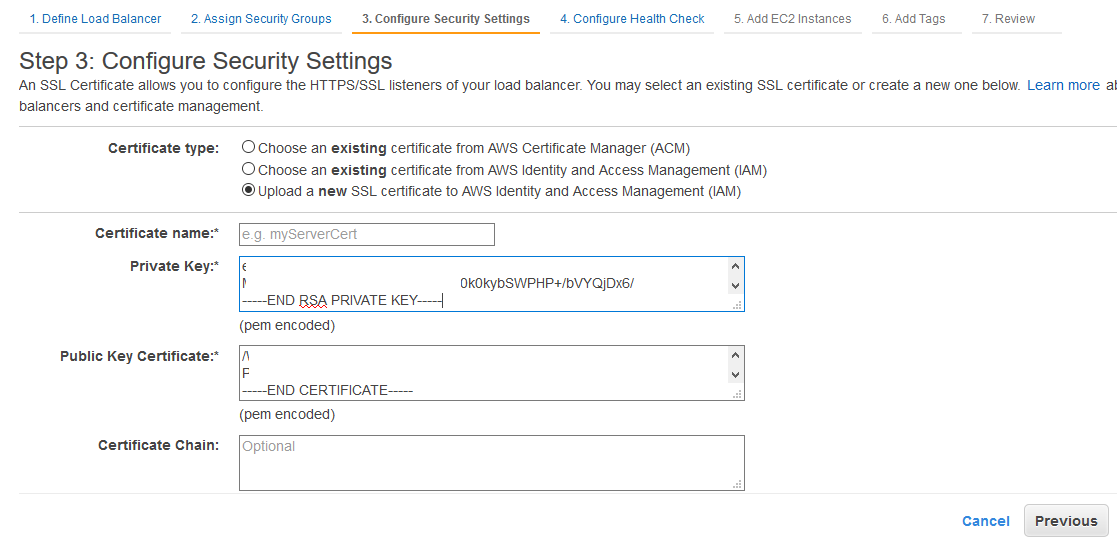 1. Define Load Balancer 2. Assign Security Groups 3. Configure Security Settings 4. Configure Health Check 5. Add EC2 Instances 6. Add Tags 7. Review
Step 3: Configure Security Settings
An SSL Certificate allows you to configure the HTTPS/SSL listeners of your load balancer. You may select an existing SSL certificate or create a new one below. Learn more
balancers and certificate management.
Certificate type: Choose an existing certificate from AWS Certificate Manager (ACM)
Choose an existing certificate from AWS Identity and Access Management (IAM)
Upload a new SSL certificate to AWS Identity and Access Management (IAM)
Certificate name:* e.g. myServerCert
Private Key:*
0k0kybSWPHP+/bVYQjDx6/
-----END RSA PRIVATE KEY-----
(pem encoded)
Public Key Certificate:*
-----END CERTIFICATE-----
(pem encoded)
Certificate Chain: Optional
Cancel Previous